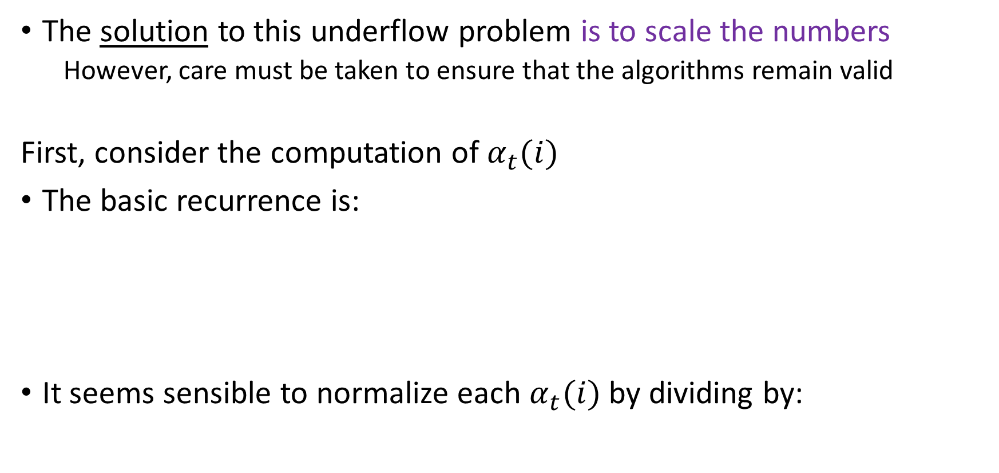 • The solution to this underflow problem is to scale the numbers
However, care must be taken to ensure that the algorithms remain valid
First, consider the computation of αₜ(i)
• The basic recurrence is:
• It seems sensible to normalize each αₜ(i) by dividing by: